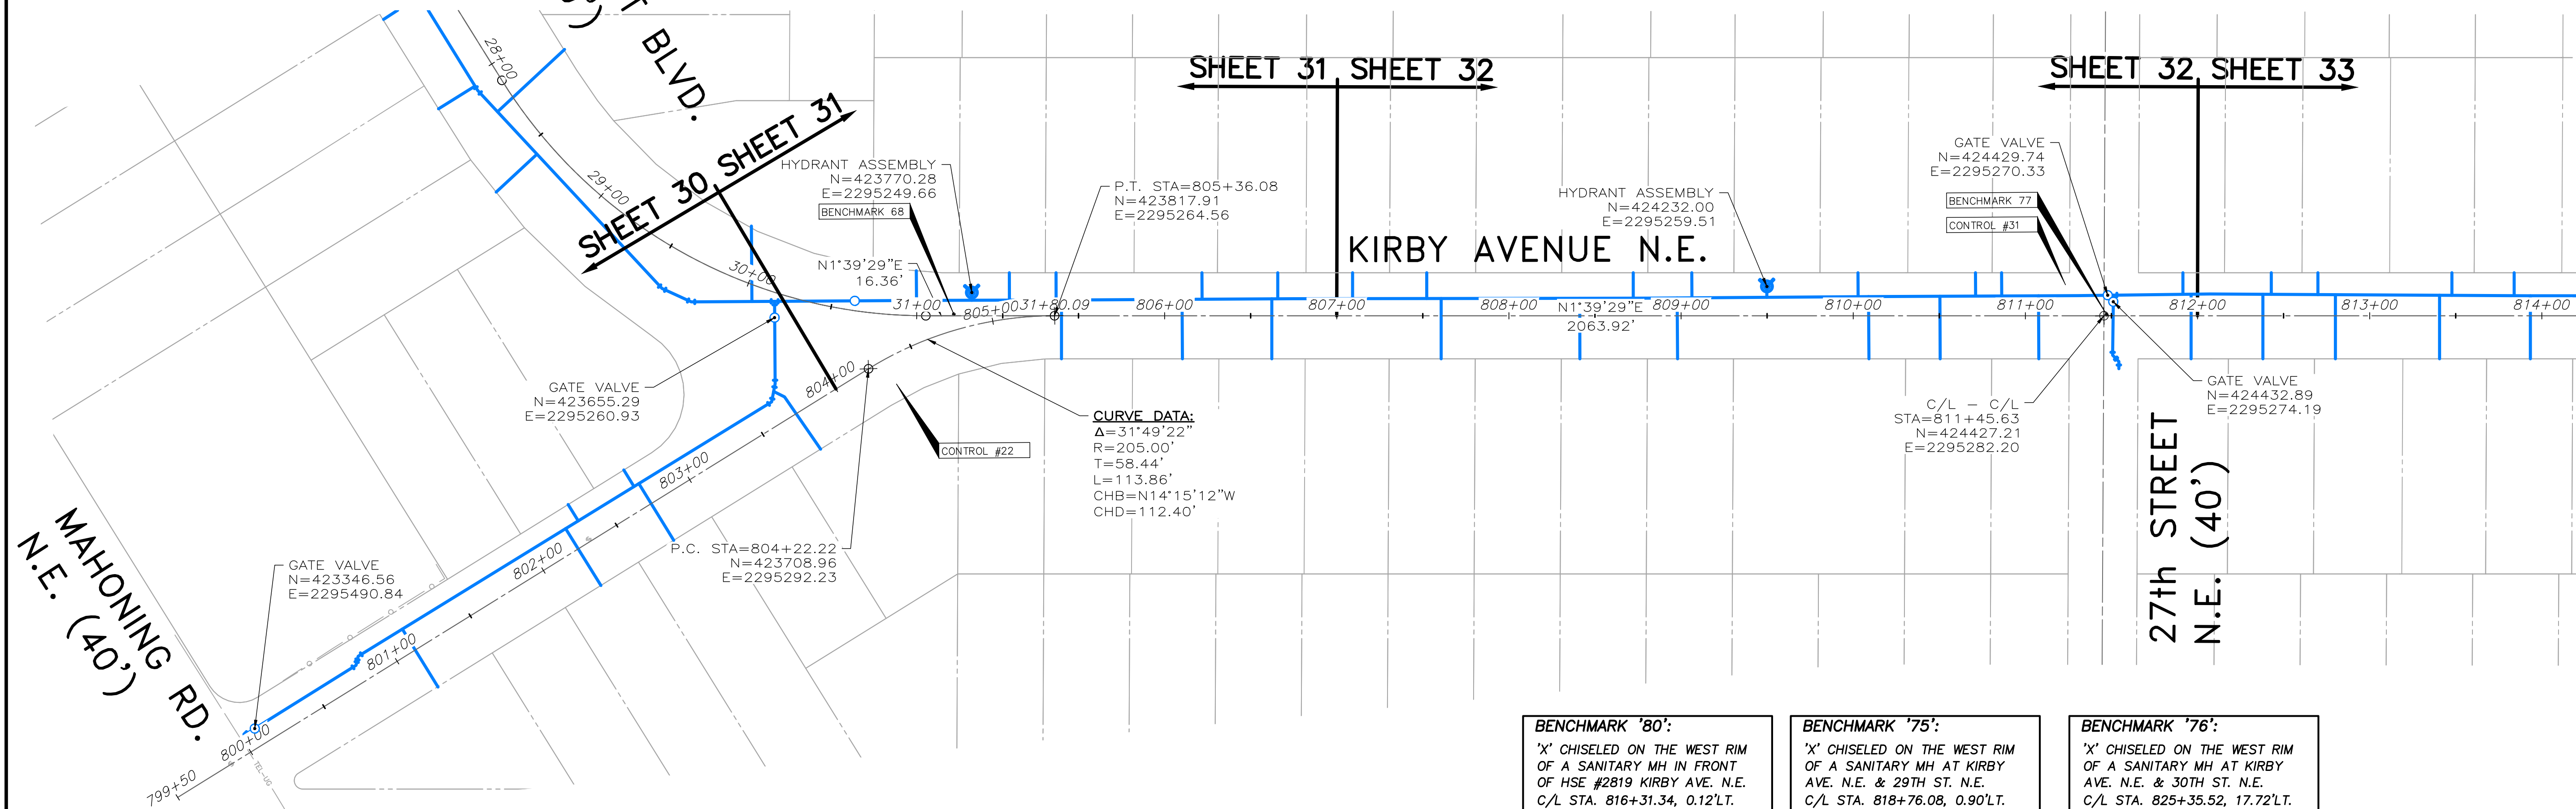 T BLVD.
28+00
29+00
30+00
31+00
31+80.09
SHEET 30 SHEET 31
SHEET 31 SHEET 32
SHEET 32 SHEET 33
HYDRANT ASSEMBLY
N=423770.28
E=2295249.66
BENCHMARK 68
N1°39'29"E
16.36'
P.T. STA=805+36.08
N=423817.91
E=2295264.56
KIRBY AVENUE N.E.
HYDRANT ASSEMBLY
N=424232.00
E=2295259.51
GATE VALVE
N=424429.74
E=2295270.33
BENCHMARK 77
CONTROL #31
799+50
800+00
801+00
802+00
803+00
804+00
805+00
806+00
807+00
808+00
809+00
810+00
811+00
812+00
813+00
814+00
N1°39'29"E
2063.92'
GATE VALVE
N=423655.29
E=2295260.93
CONTROL #22
CURVE DATA:
Δ=31°49'22"
R=205.00'
T=58.44'
L=113.86'
CHB=N14°15'12"W
CHD=112.40'
P.C. STA=804+22.22
N=423708.96
E=2295292.23
GATE VALVE
N=423346.56
E=2295490.84
MAHONING RD.
N.E. (40')
TEL-UG
C/L - C/L
STA=811+45.63
N=424427.21
E=2295282.20
GATE VALVE
N=424432.89
E=2295274.19
27th STREET
N.E. (40')
BENCHMARK '80':
'X' CHISELED ON THE WEST RIM
OF A SANITARY MH IN FRONT
OF HSE #2819 KIRBY AVE. N.E.
C/L STA. 816+31.34, 0.12'LT.
BENCHMARK '75':
'X' CHISELED ON THE WEST RIM
OF A SANITARY MH AT KIRBY
AVE. N.E. & 29TH ST. N.E.
C/L STA. 818+76.08, 0.90'LT.
BENCHMARK '76':
'X' CHISELED ON THE WEST RIM
OF A SANITARY MH AT KIRBY
AVE. N.E. & 30TH ST. N.E.
C/L STA. 825+35.52, 17.72'LT.